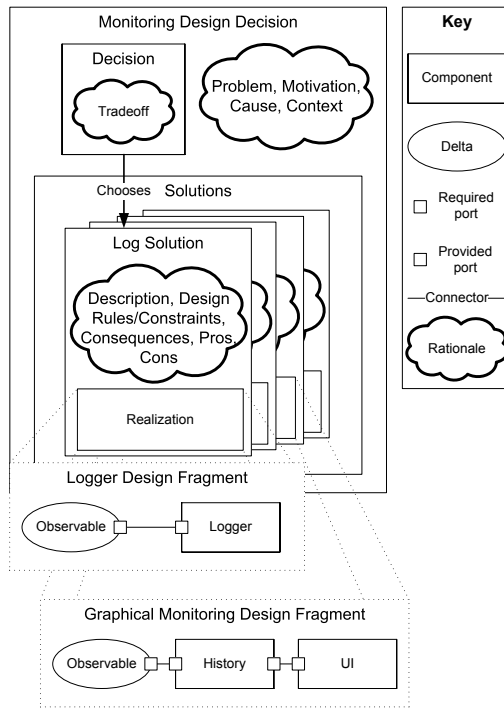 Monitoring Design Decision
Decision
Tradeoff
Problem, Motivation,
Cause, Context
Chooses
Solutions
Log Solution
Description, Design
Rules/Constraints,
Consequences, Pros,
Cons
Realization
Logger Design Fragment
Observable
Logger
Graphical Monitoring Design Fragment
Observable
History
UI
Key
Component
Delta
Required
port
Provided
port
Connector
Rationale